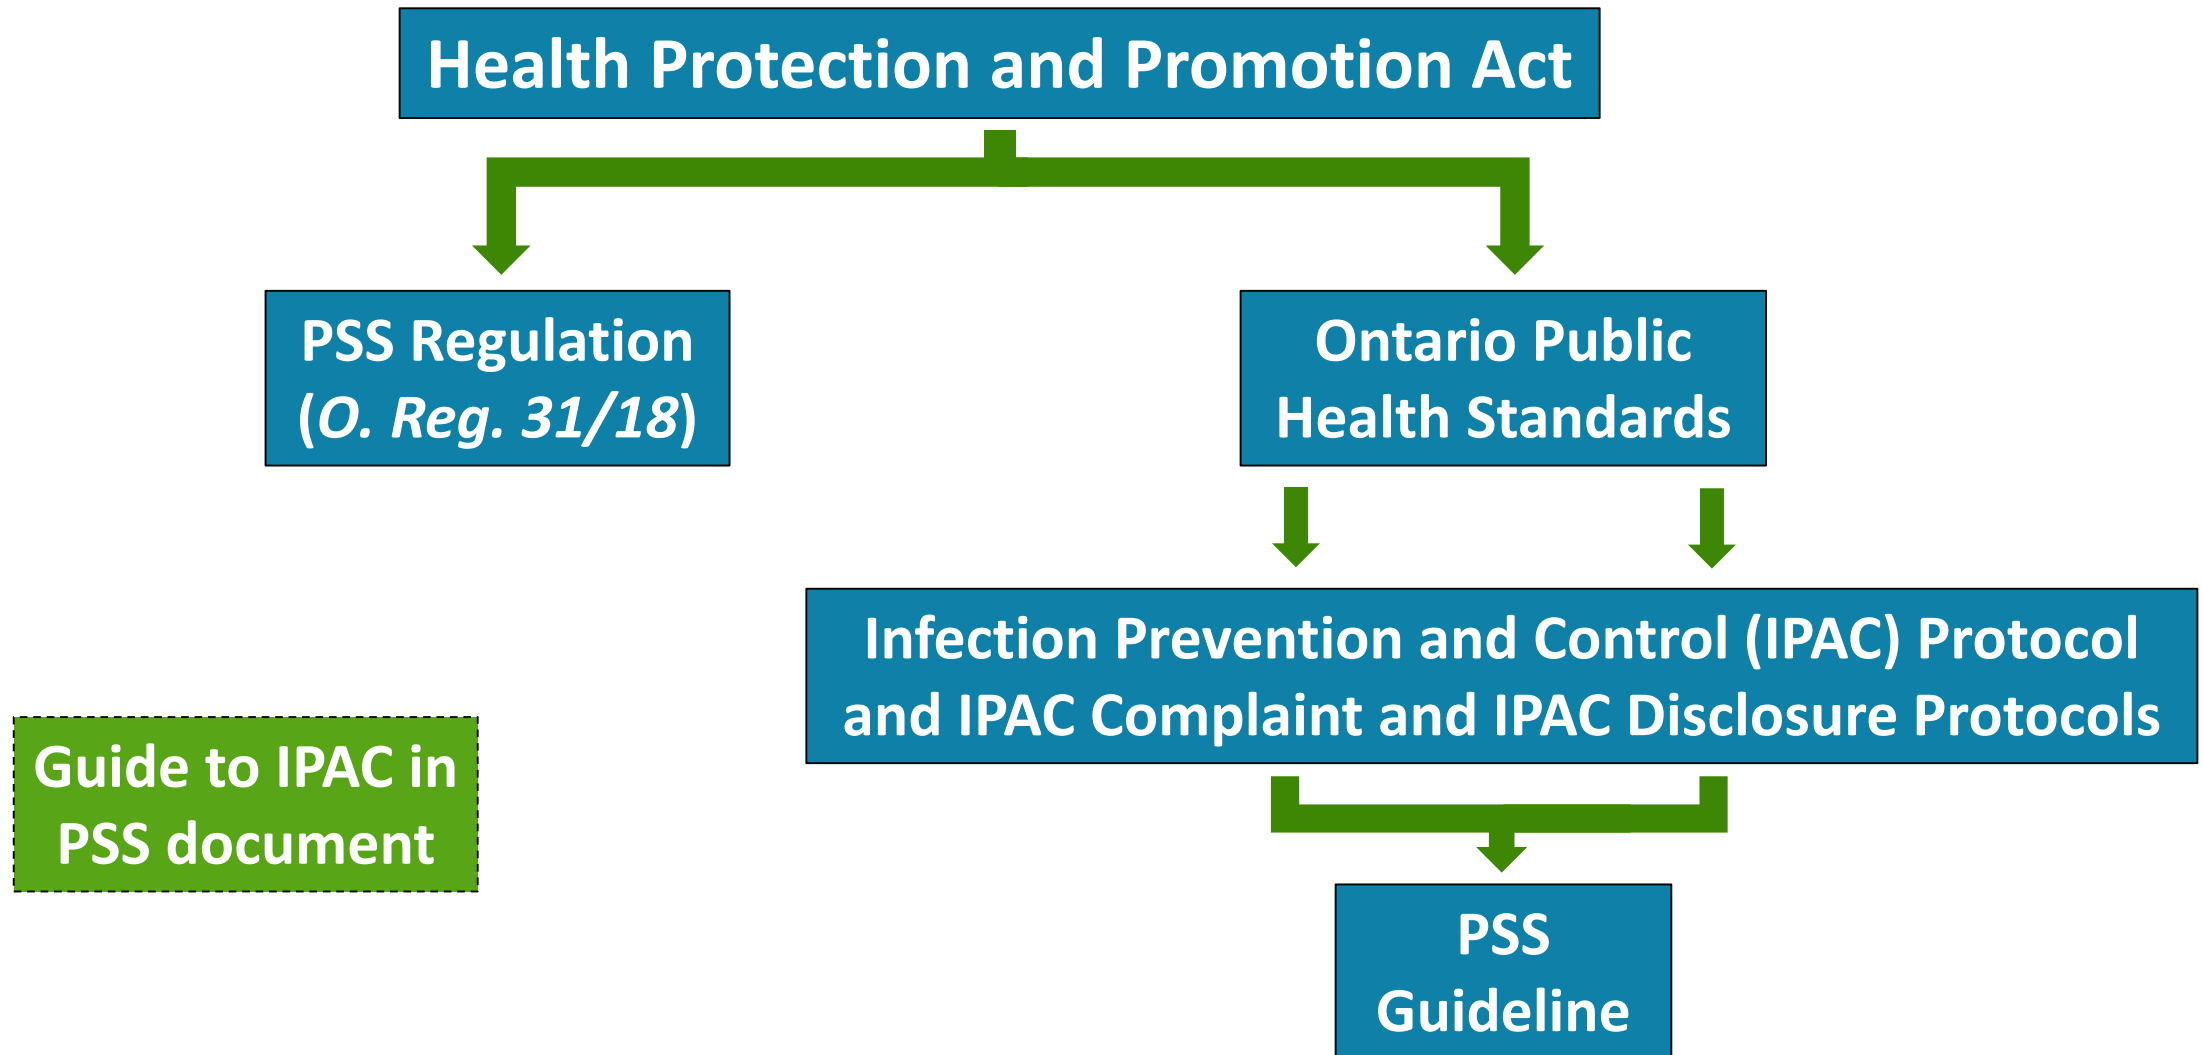 Health Protection and Promotion Act
PSS Regulation
(O. Reg. 31/18)
Ontario Public
Health Standards
Infection Prevention and Control (IPAC) Protocol
and IPAC Complaint and IPAC Disclosure Protocols
Guide to IPAC in
PSS document
PSS
Guideline